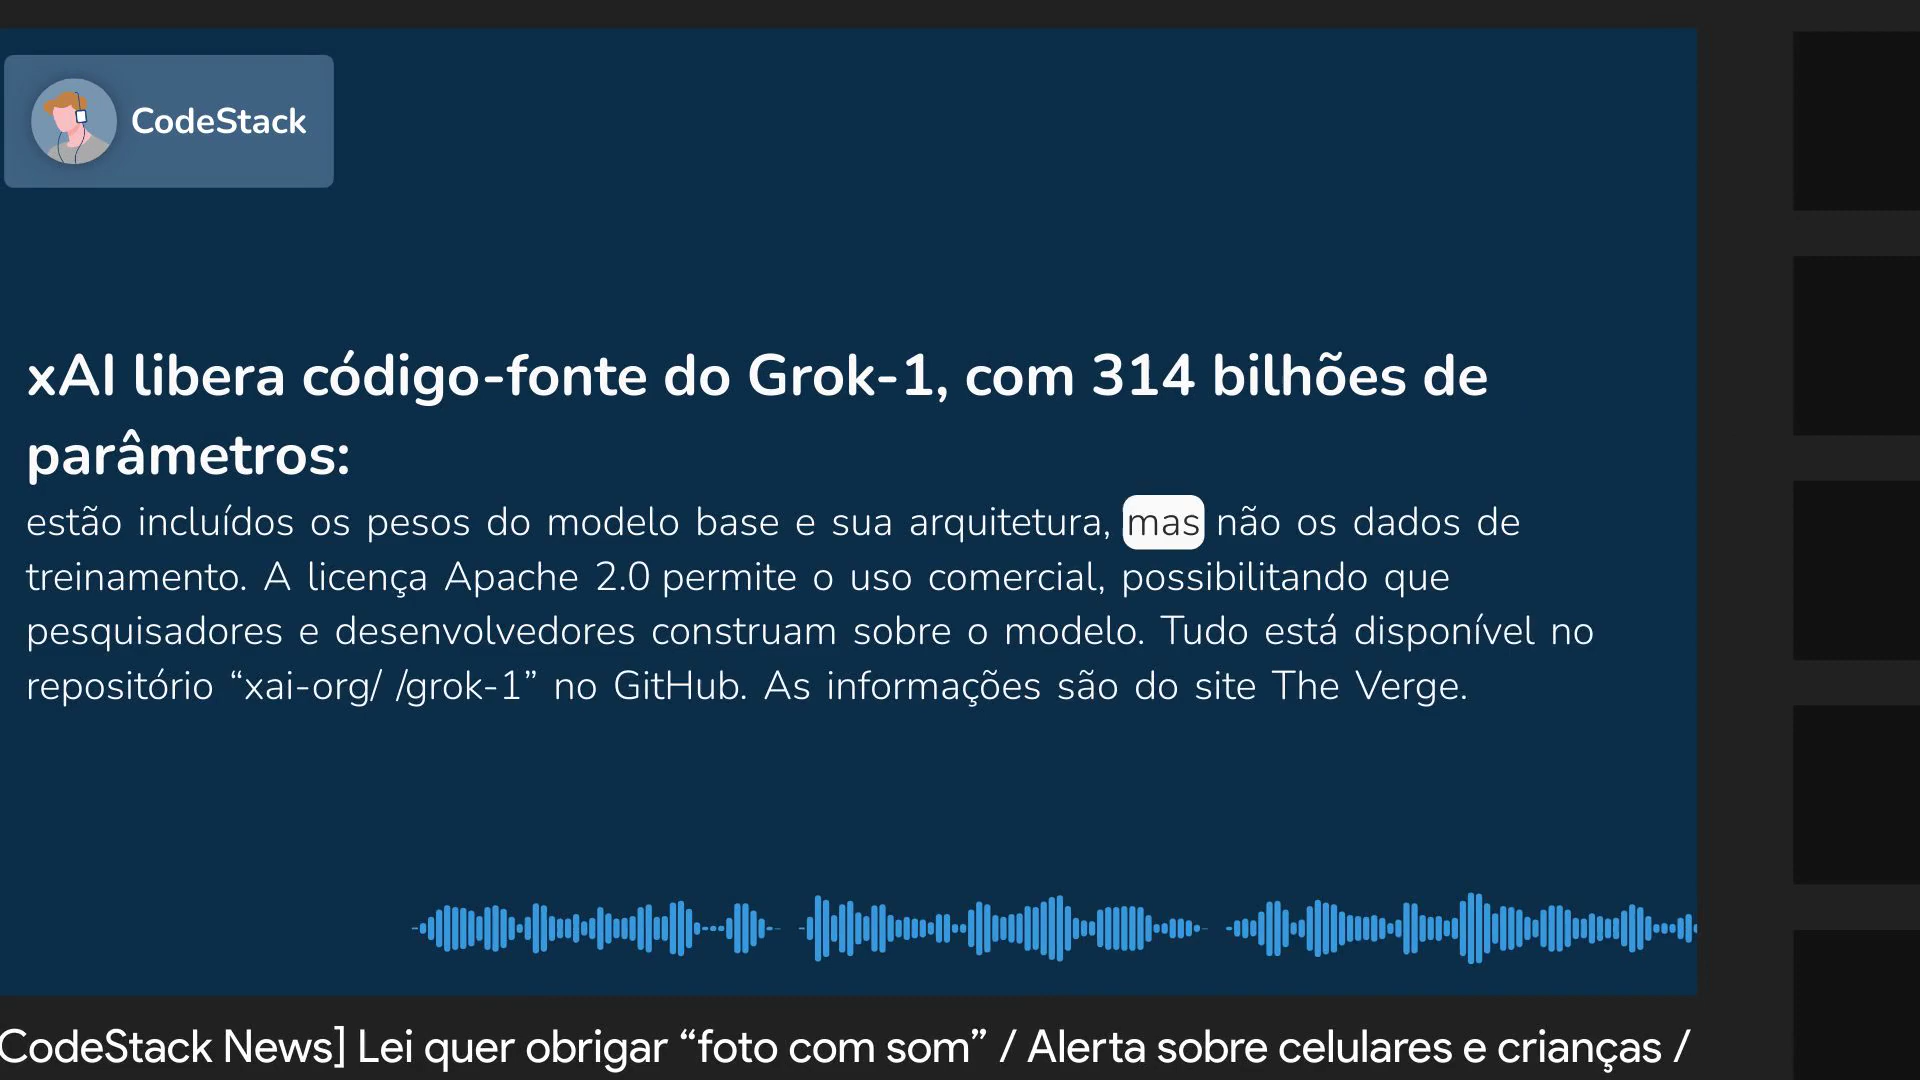 CodeStack
xAI libera código-fonte do Grok-1, com 314 bilhões de
parâmetros:
estão incluídos os pesos do modelo base e sua arquitetura, mas não os dados de
treinamento. A licença Apache 2.0 permite o uso comercial, possibilitando que
pesquisadores e desenvolvedores construam sobre o modelo. Tudo está disponível no
repositório “xai-org/ /grok-1” no GitHub. As informações são do site The Verge.
CodeStack News] Lei quer obrigar “foto com som” / Alerta sobre celulares e crianças /